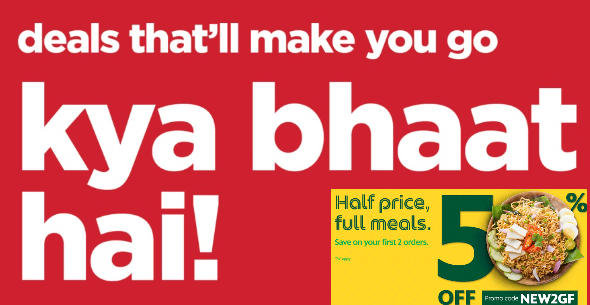 deals that'll make you go
kya bhaat
hai!
Half price,
full meals.
Save on your first 2 orders.
50%
OFF
Promo code NEW2GF